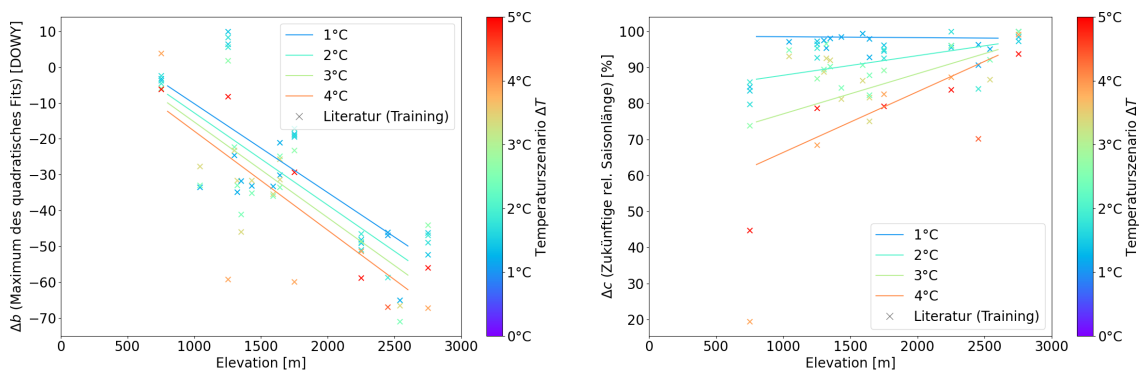 10
0
−10
−20
−30
−40
−50
−60
−70
0
500
1000
1500
2000
2500
3000
Elevation [m]
Δb (Maximum des quadratisches Fits) [DOWY]
1°C
2°C
3°C
4°C
Literatur (Training)
5°C
4°C
3°C
2°C
1°C
0°C
Temperaturszenario ΔT
100
90
80
70
60
50
40
30
20
0
500
1000
1500
2000
2500
3000
Elevation [m]
Δc (Zukünftige rel. Saisonlänge) [%]
1°C
2°C
3°C
4°C
Literatur (Training)
5°C
4°C
3°C
2°C
1°C
0°C
Temperaturszenario ΔT